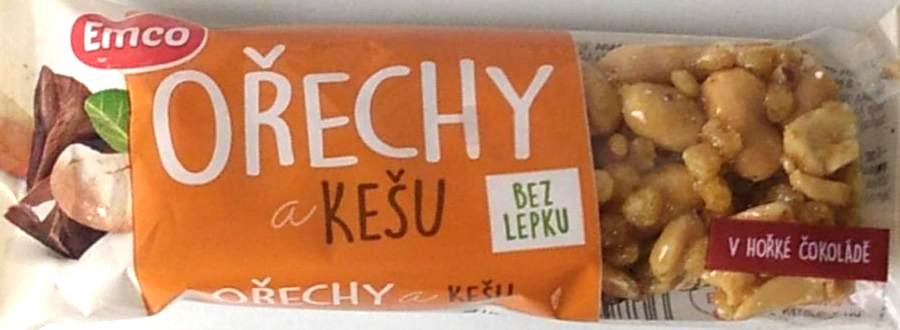 Emco
OŘECHY
a KEŠU
BEZ
LEPKU
V HOŘKÉ ČOKOLÁDĚ
OŘECHY a KEŠU